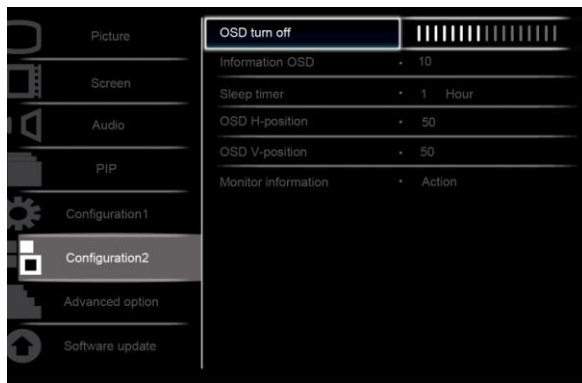 Picture
Screen
Audio
PIP
Configuration1
Configuration2
Advanced option
Software update
OSD turn off
Information OSD • 10
Sleep timer • 1 Hour
OSD H-position • 50
OSD V-position • 50
Monitor information • Action